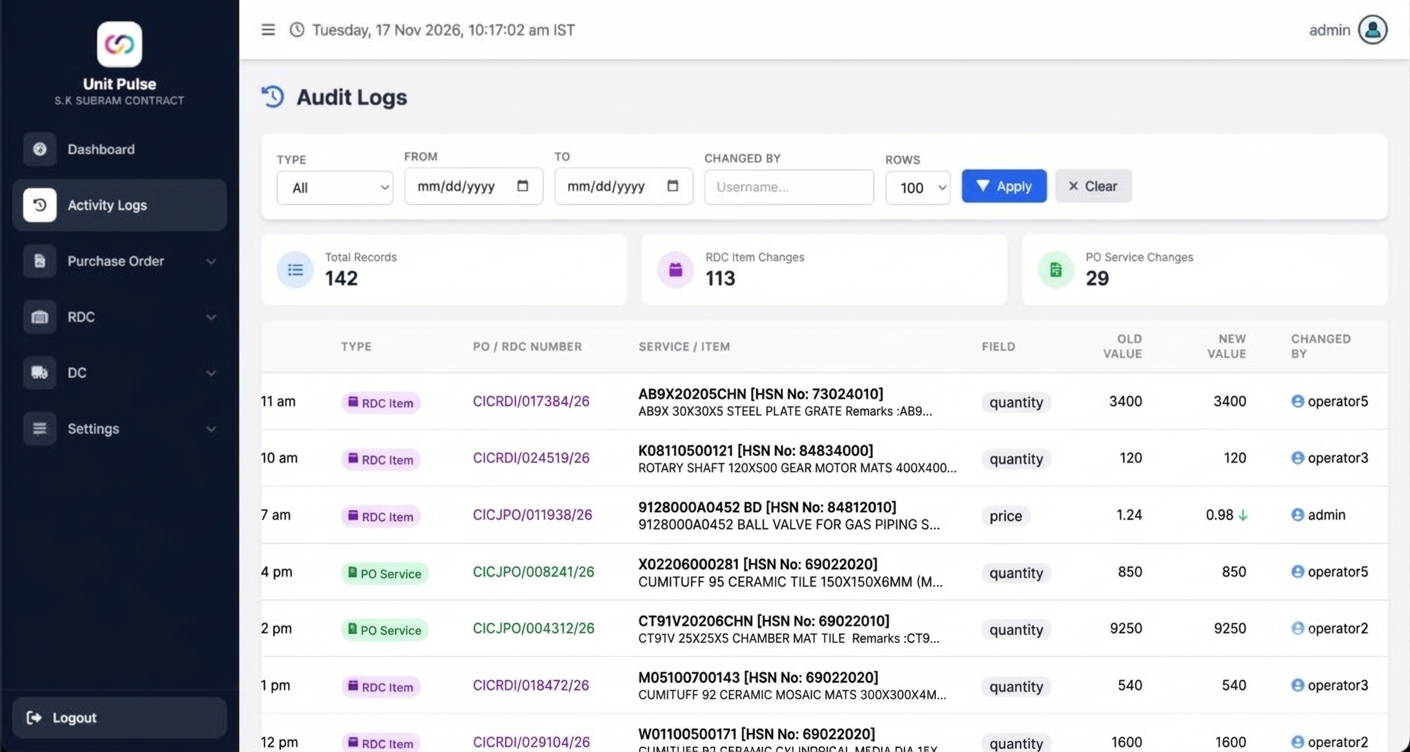 Unit Pulse
S.K SUBRAM CONTRACT
Dashboard
Activity Logs
Purchase Order
RDC
DC
Settings
Logout
Tuesday, 17 Nov 2026, 10:17:02 am IST
admin
Audit Logs
TYPE FROM TO CHANGED BY ROWS
All mm/dd/yyyy mm/dd/yyyy Username... 100 Apply × Clear
Total Records
142
RDC Item Changes
113
PO Service Changes
29
TYPE PO / RDC NUMBER SERVICE / ITEM FIELD OLD VALUE NEW VALUE CHANGED BY
11 am RDC Item CICRDI/017384/26 AB9X20205CHN [HSN No: 73024010] quantity 3400 3400 operator5
AB9X 30X30X5 STEEL PLATE GRATE Remarks :AB9...
10 am RDC Item CICRDI/024519/26 K08110500121 [HSN No: 84834000] quantity 120 120 operator3
ROTARY SHAFT 120X500 GEAR MOTOR MATS 400X400...
7 am RDC Item CICJPO/011938/26 9128000A0452 BD [HSN No: 84812010] price 1.24 0.98 ↓ admin
9128000A0452 BALL VALVE FOR GAS PIPING S...
4 pm PO Service CICJPO/008241/26 X02206000281 [HSN No: 69022020] quantity 850 850 operator5
CUMITUFF 95 CERAMIC TILE 150X150X6MM (M...
2 pm PO Service CICJPO/004312/26 CT91V20206CHN [HSN No: 69022010] quantity 9250 9250 operator2
CT91V 25X25X5 CHAMBER MAT TILE Remarks :CT9...
1 pm RDC Item CICRDI/018472/26 M05100700143 [HSN No: 69022020] quantity 540 540 operator3
CUMITUFF 92 CERAMIC MOSAIC MATS 300X300X4M...
12 pm RDC Item CICRDI/029104/26 W01100500171 [HSN No: 69022020] quantity 1600 1600 operator2